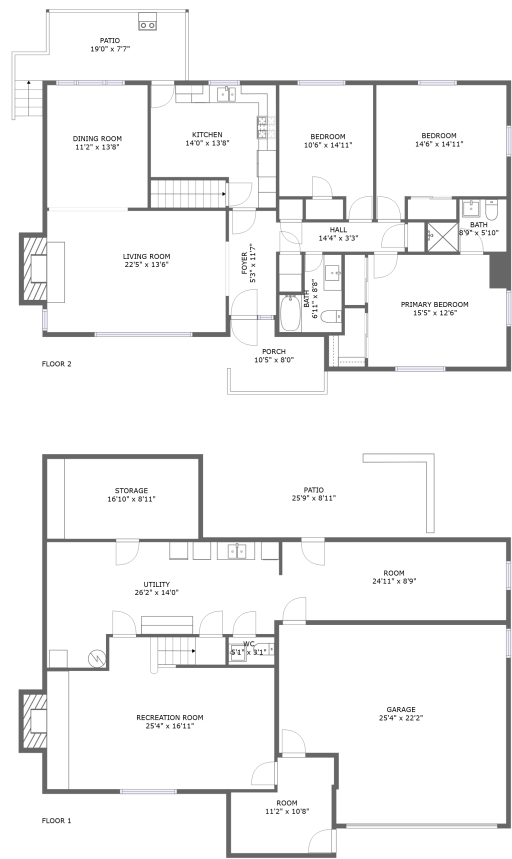 PATIO
19'0" x 7'7"
DINING ROOM
11'2" x 13'8"
KITCHEN
14'0" x 13'8"
BEDROOM
10'6" x 14'11"
BEDROOM
14'6" x 14'11"
HALL
14'4" x 3'3"
BATH
8'9" x 5'10"
LIVING ROOM
22'5" x 13'6"
FOYER
5'3" x 11'7"
BATH
6'11" x 8'8"
PRIMARY BEDROOM
15'5" x 12'6"
PORCH
10'5" x 8'0"
FLOOR 2
STORAGE
16'10" x 8'11"
PATIO
25'9" x 8'11"
UTILITY
26'2" x 14'0"
ROOM
24'11" x 8'9"
WC
5'1" x 3'1"
RECREATION ROOM
25'4" x 16'11"
GARAGE
25'4" x 22'2"
ROOM
11'2" x 10'8"
FLOOR 1